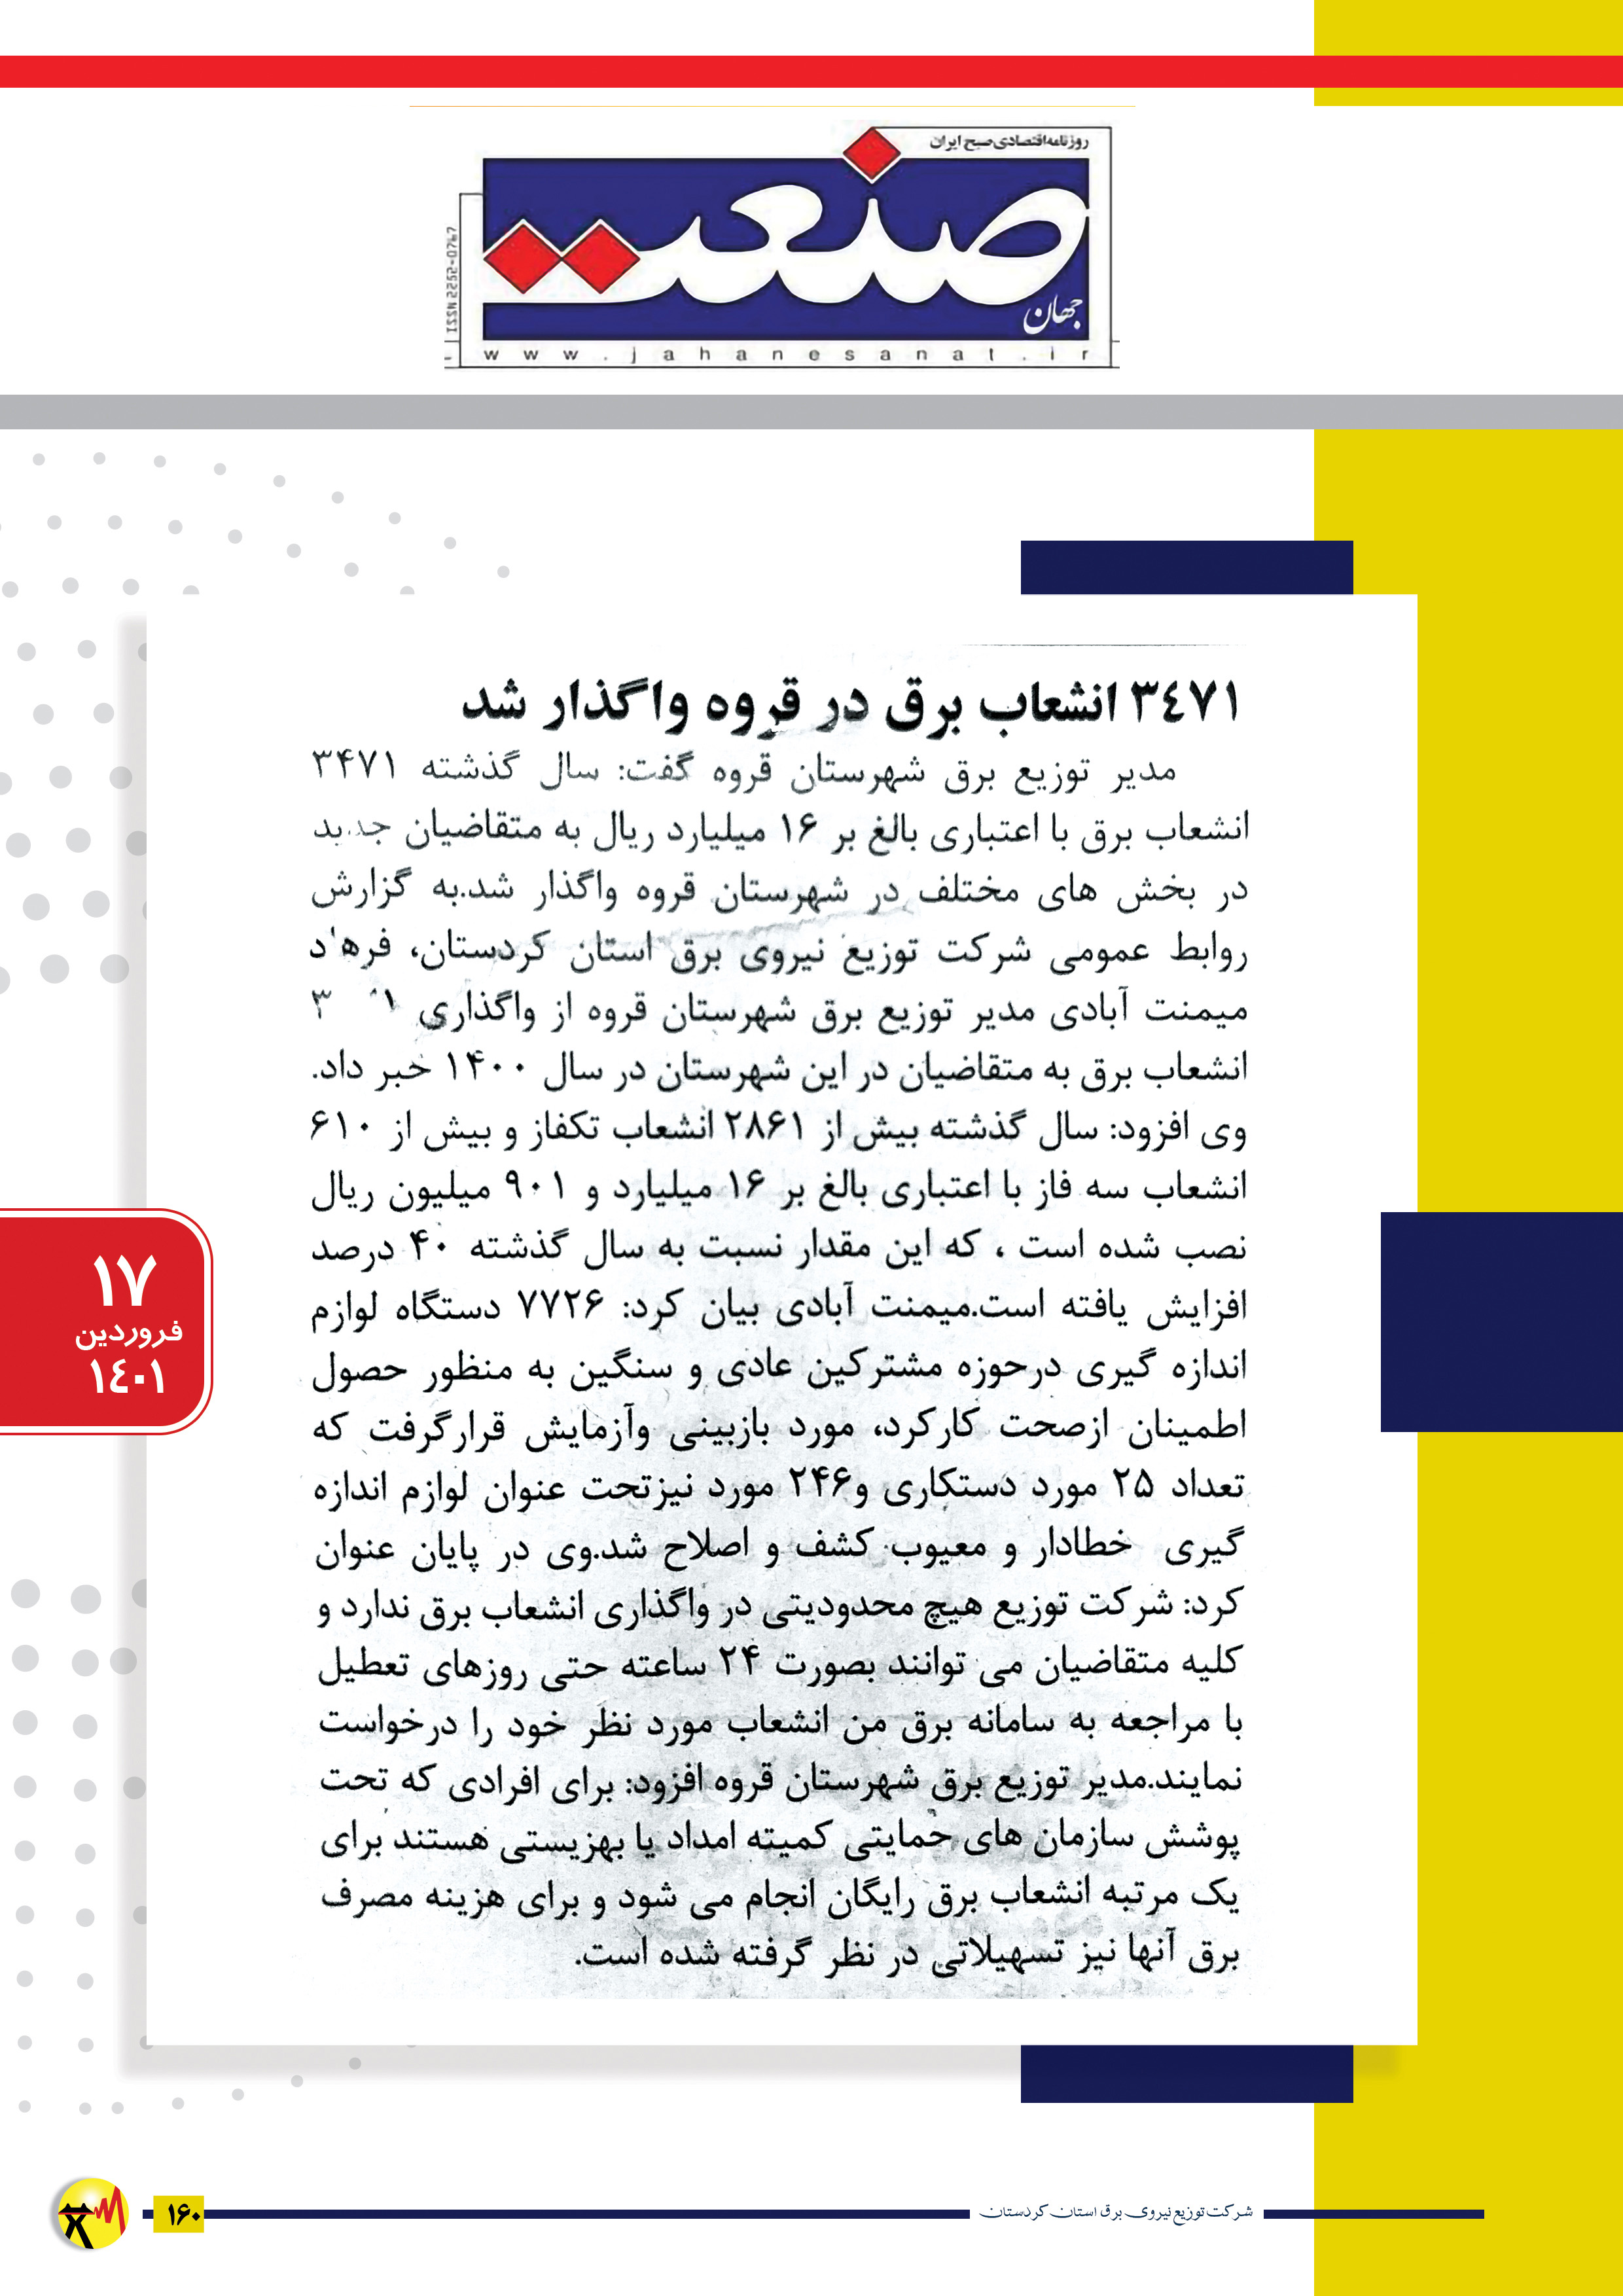 روزنامه اقتصادی صبح ایران
صنعت
جهان
ISSN 2252-0767
www.jahanesanat.ir
۳٤۷۱ انشعاب برق در قروه واگذار شد
مدیر توزیع برق شهرستان قروه گفت: سال گذشته ۳۴۷۱
انشعاب برق با اعتباری بالغ بر ۱۶ میلیارد ریال به متقاضیان جدید
در بخش های مختلف در شهرستان قروه واگذار شد.به گزارش
روابط عمومی شرکت توزیع نیروی برق استان کردستان، فرهاد
میمنت آبادی مدیر توزیع برق شهرستان قروه از واگذاری
انشعاب برق به متقاضیان در این شهرستان در سال ۱۴۰۰ خبر داد.
وی افزود: سال گذشته بیش از ۲۸۶۱ انشعاب تکفاز و بیش از ۶۱۰
انشعاب سه فاز با اعتباری بالغ بر ۱۶ میلیارد و ۹۰۱ میلیون ریال
نصب شده است ، که این مقدار نسبت به سال گذشته ۴۰ درصد
افزایش یافته است.میمنت آبادی بیان کرد: ۷۷۲۶ دستگاه لوازم
اندازه گیری درحوزه مشترکین عادی و سنگین به منظور حصول
اطمینان ازصحت کارکرد، مورد بازبینی وآزمایش قرارگرفت که
تعداد ۲۵ مورد دستکاری و۲۴۶ مورد نیزتحت عنوان لوازم اندازه
گیری خطادار و معیوب کشف و اصلاح شد.وی در پایان عنوان
کرد: شرکت توزیع هیچ محدودیتی در واگذاری انشعاب برق ندارد و
کلیه متقاضیان می توانند بصورت ۲۴ ساعته حتی روزهای تعطیل
با مراجعه به سامانه برق من انشعاب مورد نظر خود را درخواست
نمایند.مدیر توزیع برق شهرستان قروه افزود: برای افرادی که تحت
پوشش سازمان های حمایتی کمیته امداد یا بهزیستی هستند برای
یک مرتبه انشعاب برق رایگان انجام می شود و برای هزینه مصرف
برق آنها نیز تسهیلاتی در نظر گرفته شده است.
۱۷
فروردین
۱٤۰۱
شرکت توزیع نیروی برق استان کردستان
۱۶۰